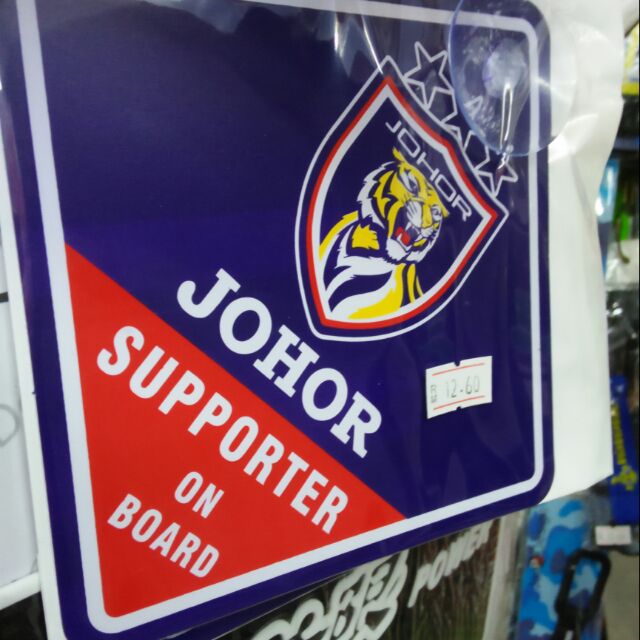 JOHOR
JOHOR
12.60
SUPPORTER
ON
BOARD
POWER